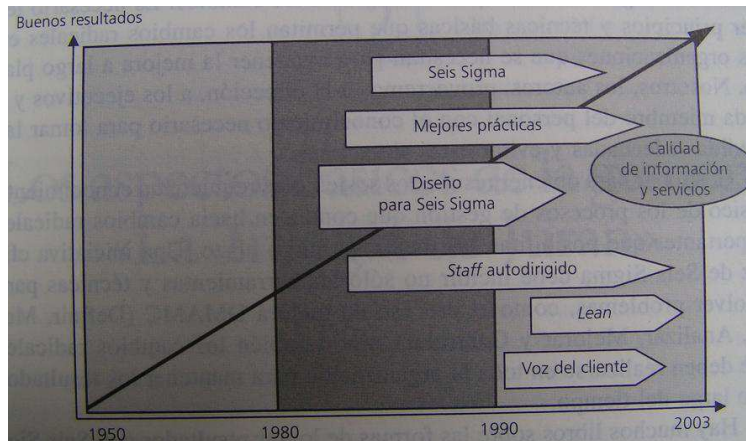 Buenos resultados
Seis Sigma
Mejores prácticas
Calidad
de información
y servicios
Diseño
para Seis Sigma
Staff autodirigido
Lean
Voz del cliente
1950
1980
1990
2003